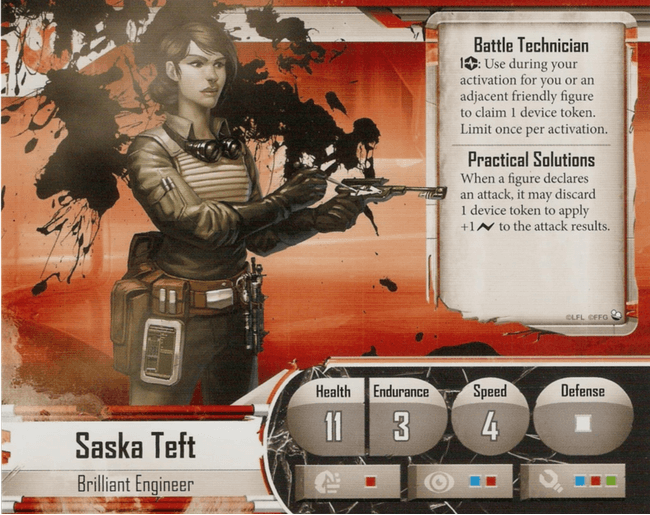 Battle Technician
1: Use during your
activation for you or an
adjacent friendly figure
to claim 1 device token.
Limit once per activation.
Practical Solutions
When a figure declares
an attack, it may discard
1 device token to apply
+1 to the attack results.
©LFL ©FFG
Health
11
Endurance
3
Speed
4
Defense
Saska Teft
Brilliant Engineer